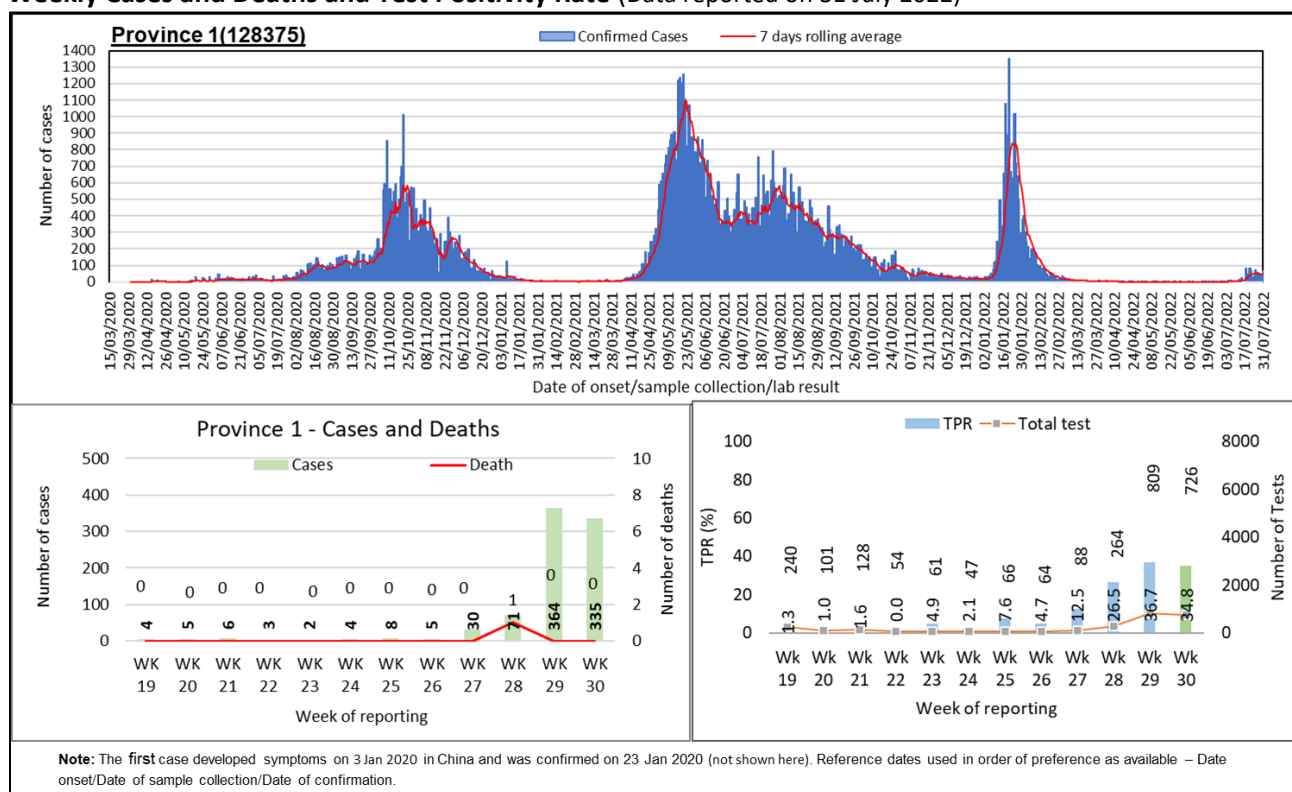 Weekly Cases and Deaths and Test Positivity Rate (Data reported on 31 July 2022)
Province 1(128375)
Confirmed Cases 7 days rolling average
Number of cases
1400
1300
1200
1100
1000
900
800
700
600
500
400
300
200
100
0
15/03/2020 29/03/2020 12/04/2020 26/04/2020 10/05/2020 24/05/2020 07/06/2020 21/06/2020 05/07/2020 19/07/2020 02/08/2020 16/08/2020 30/08/2020 13/09/2020 27/09/2020 11/10/2020 25/10/2020 08/11/2020 22/11/2020 06/12/2020 20/12/2020 03/01/2021 17/01/2021 31/01/2021 14/02/2021 28/02/2021 14/03/2021 28/03/2021 11/04/2021 25/04/2021 09/05/2021 23/05/2021 06/06/2021 20/06/2021 04/07/2021 18/07/2021 01/08/2021 15/08/2021 29/08/2021 12/09/2021 26/09/2021 10/10/2021 24/10/2021 07/11/2021 21/11/2021 05/12/2021 19/12/2021 02/01/2022 16/01/2022 30/01/2022 13/02/2022 27/02/2022 13/03/2022 27/03/2022 10/04/2022 24/04/2022 08/05/2022 22/05/2022 05/06/2022 19/06/2022 03/07/2022 17/07/2022 31/07/2022
Date of onset/sample collection/lab result
Province 1 - Cases and Deaths
Cases Death
Number of cases
500
400
300
200
100
0
0 0 0 0 0 0 0 0 0 1 0 0
4 5 6 3 2 4 8 5 30 71 364 335
10
8
6
4
2
0
Number of deaths
WK WK WK WK WK WK WK WK WK WK WK WK
19 20 21 22 23 24 25 26 27 28 29 30
Week of reporting
TPR Total test
TPR (%)
100
80
60
40
20
0
240 101 128 54 61 47 66 64 88 264 809 726
1.3 1.0 1.6 0.0 4.9 2.1 7.6 4.7 12.5 26.5 36.7 34.8
8000
6000
4000
2000
0
Number of Tests
Wk Wk Wk Wk Wk Wk Wk Wk Wk Wk Wk Wk
19 20 21 22 23 24 25 26 27 28 29 30
Week of reporting
Note: The first case developed symptoms on 3 Jan 2020 in China and was confirmed on 23 Jan 2020 (not shown here). Reference dates used in order of preference as available – Date
onset/Date of sample collection/Date of confirmation.